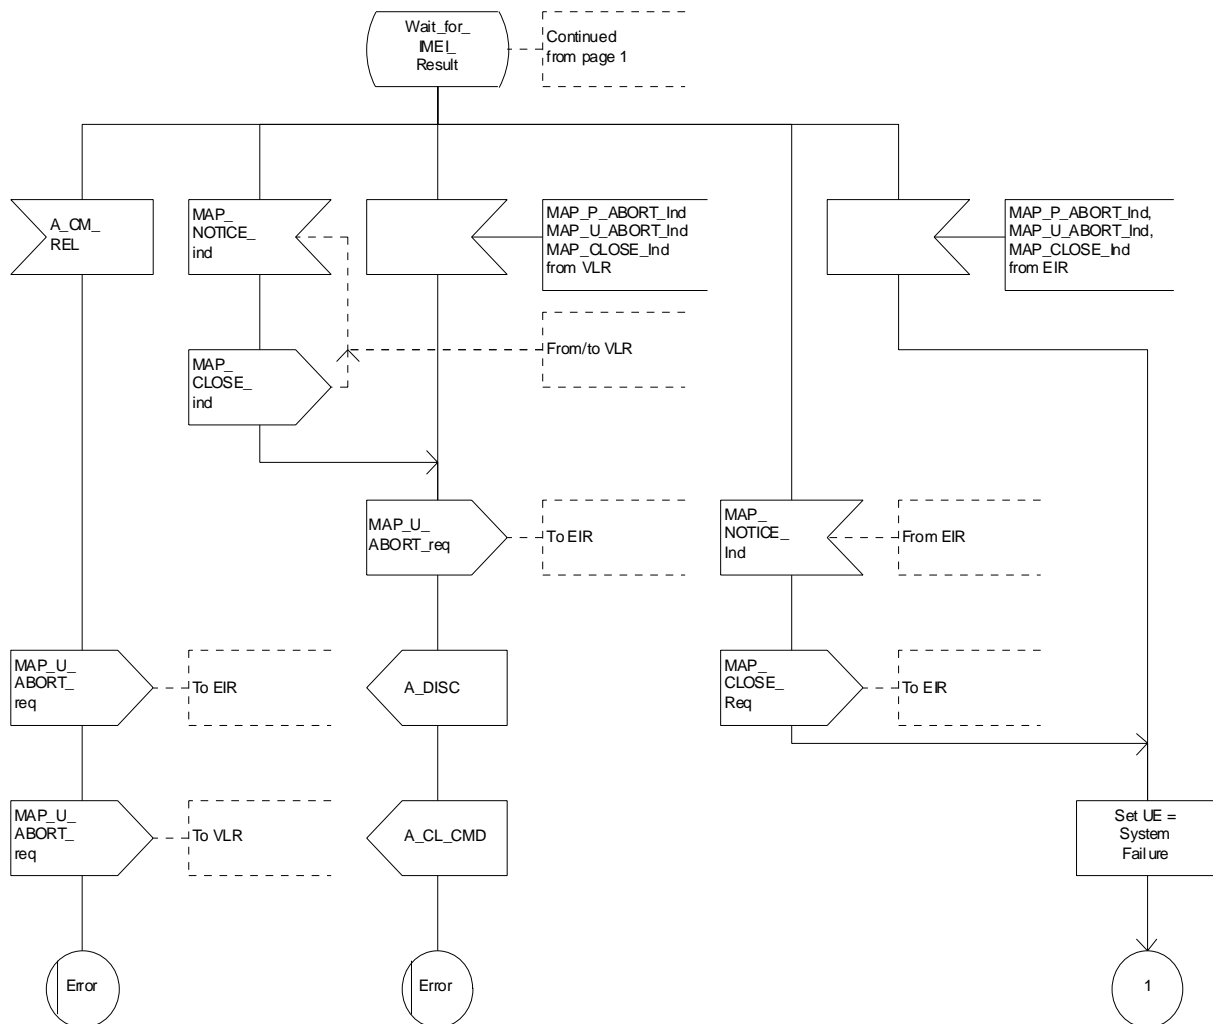 Wait_for_
IMEI_
Result
Continued
from page 1
A_CM_
REL
MAP_
NOTICE_
ind
MAP_P_ABORT_Ind
MAP_U_ABORT_Ind
MAP_CLOSE_Ind
from VLR
MAP_P_ABORT_Ind,
MAP_U_ABORT_Ind,
MAP_CLOSE_Ind
from EIR
From/to VLR
MAP_
CLOSE_
ind
MAP_U_
ABORT_req
To EIR
MAP_
NOTICE_
Ind
From EIR
MAP_U_
ABORT_
req
To EIR
A_DISC
MAP_
CLOSE_
Req
To EIR
MAP_U_
ABORT_
req
To VLR
A_CL_CMD
Set UE =
System
Failure
Error
Error
1